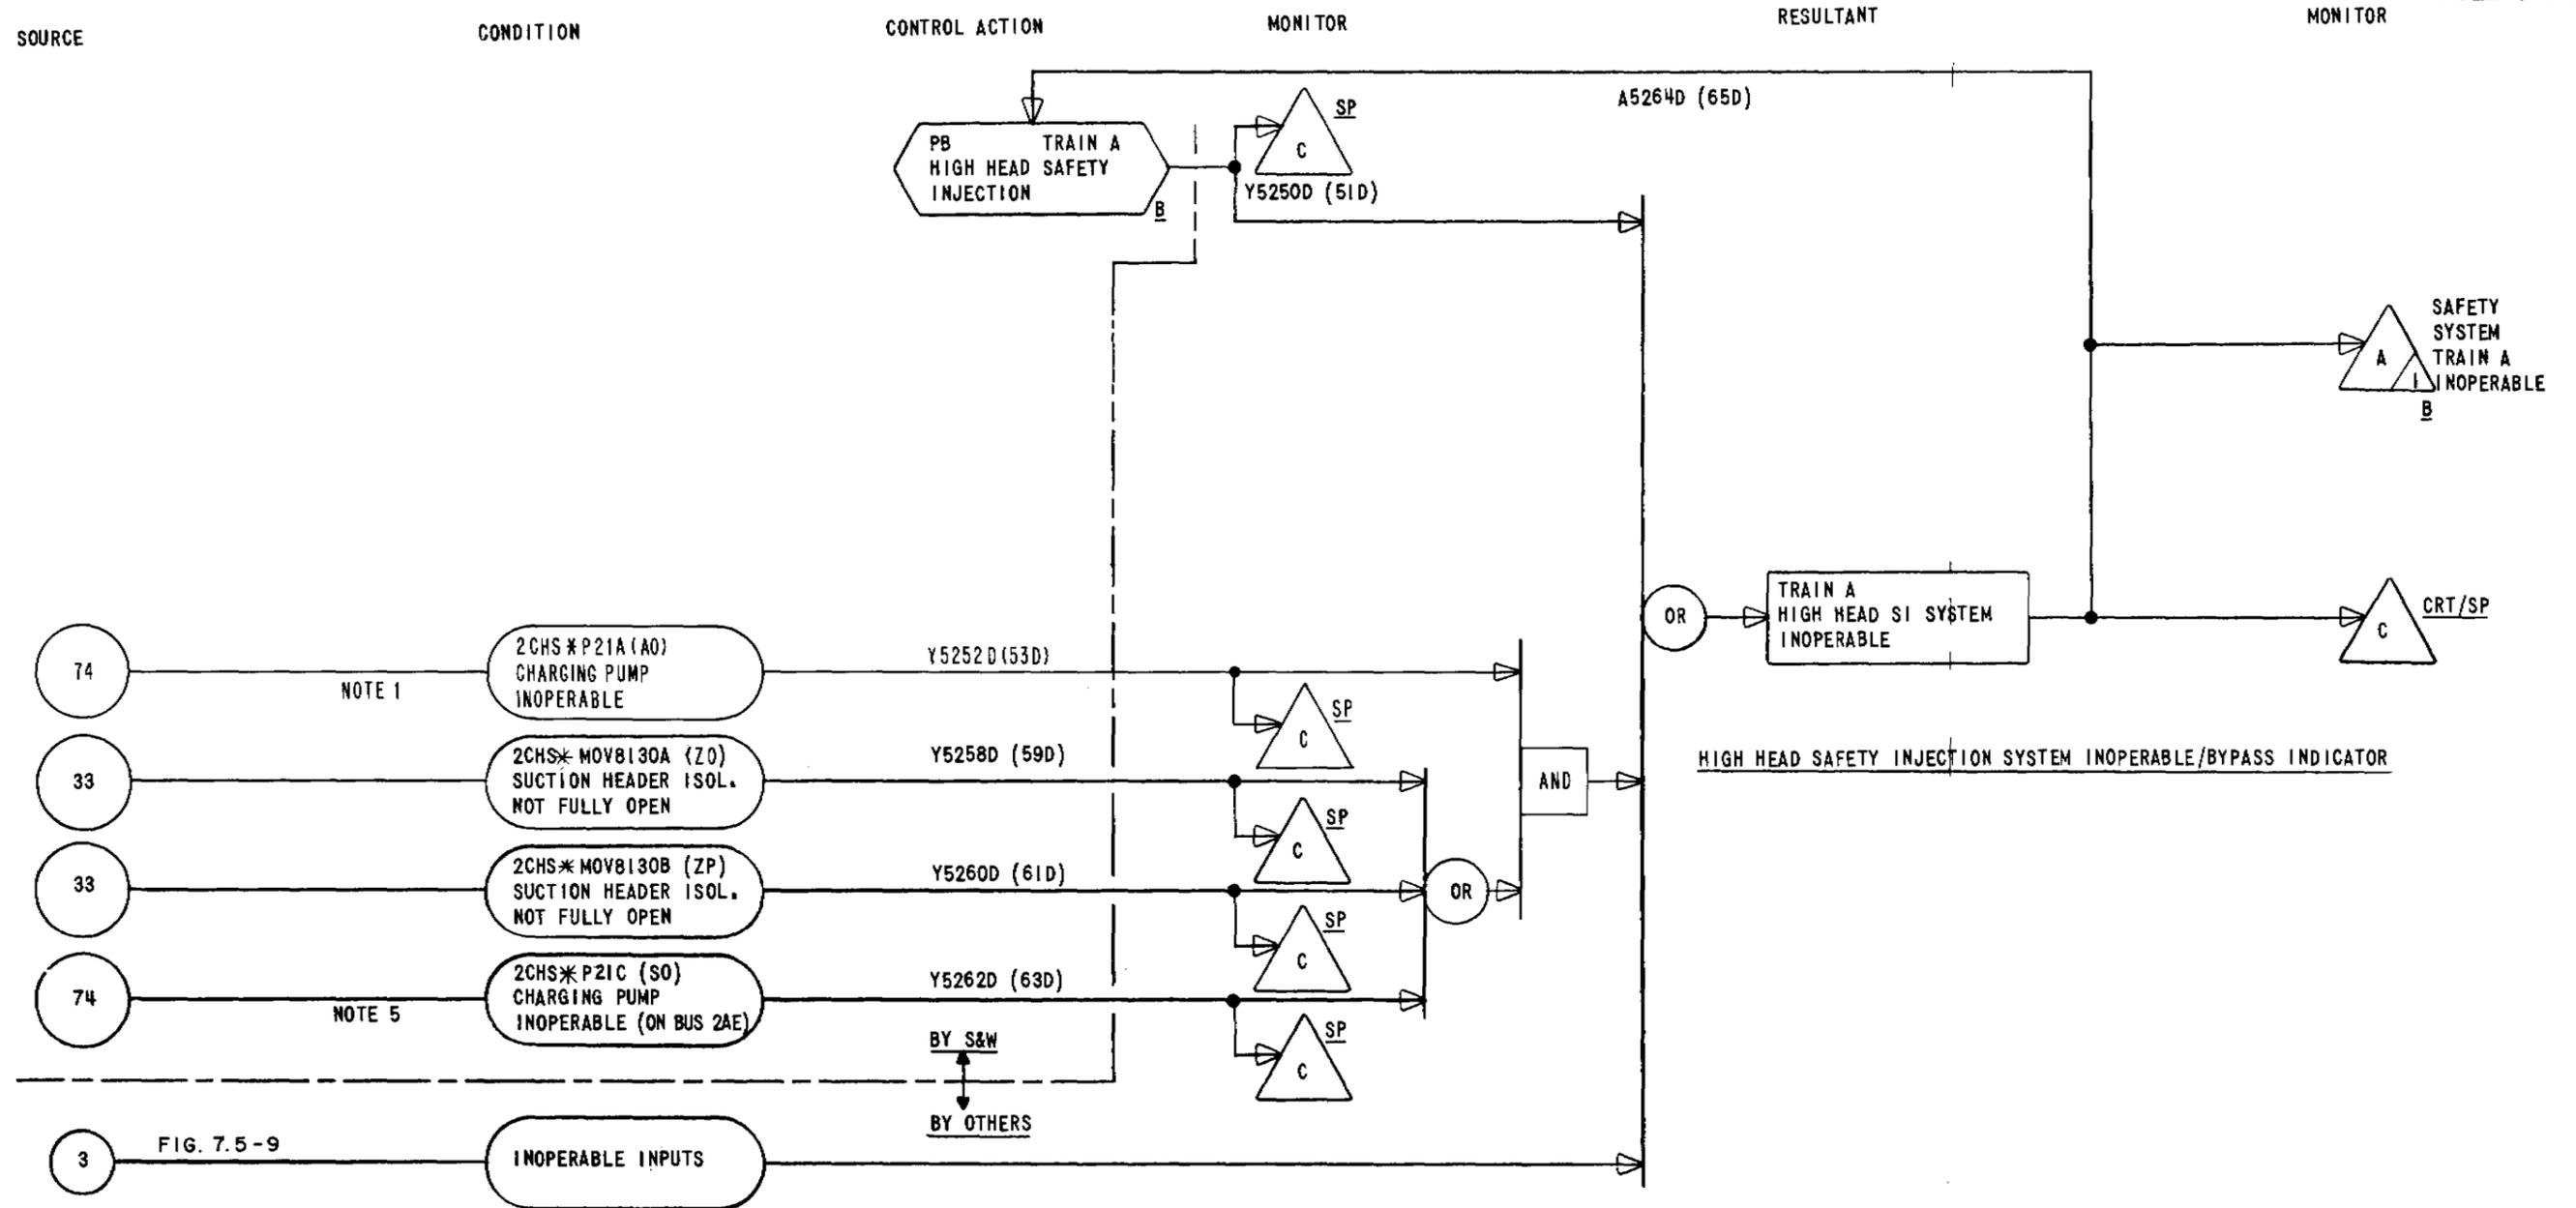 SOURCE
CONDITION
CONTROL ACTION
MONITOR
RESULTANT
MONITOR
A5264D (65D)
PB TRAIN A
HIGH HEAD SAFETY
INJECTION
B
SP
C
Y5250D (51D)
SAFETY
SYSTEM
TRAIN A
INOPERABLE
A
1
B
74
NOTE 1
2CHS*P21A(AO)
CHARGING PUMP
INOPERABLE
Y5252D(53D)
SP
C
OR
TRAIN A
HIGH HEAD SI SYSTEM
INOPERABLE
CRT/SP
C
33
2CHS*MOV8130A (ZO)
SUCTION HEADER ISOL.
NOT FULLY OPEN
Y5258D (59D)
SP
C
AND
HIGH HEAD SAFETY INJECTION SYSTEM INOPERABLE/BYPASS INDICATOR
33
2CHS*MOV8130B (ZP)
SUCTION HEADER ISOL.
NOT FULLY OPEN
Y5260D (61D)
OR
SP
C
74
NOTE 5
2CHS*P21C (SO)
CHARGING PUMP
INOPERABLE (ON BUS 2AE)
Y5262D (63D)
SP
C
BY S&W
BY OTHERS
3
FIG. 7.5-9
INOPERABLE INPUTS